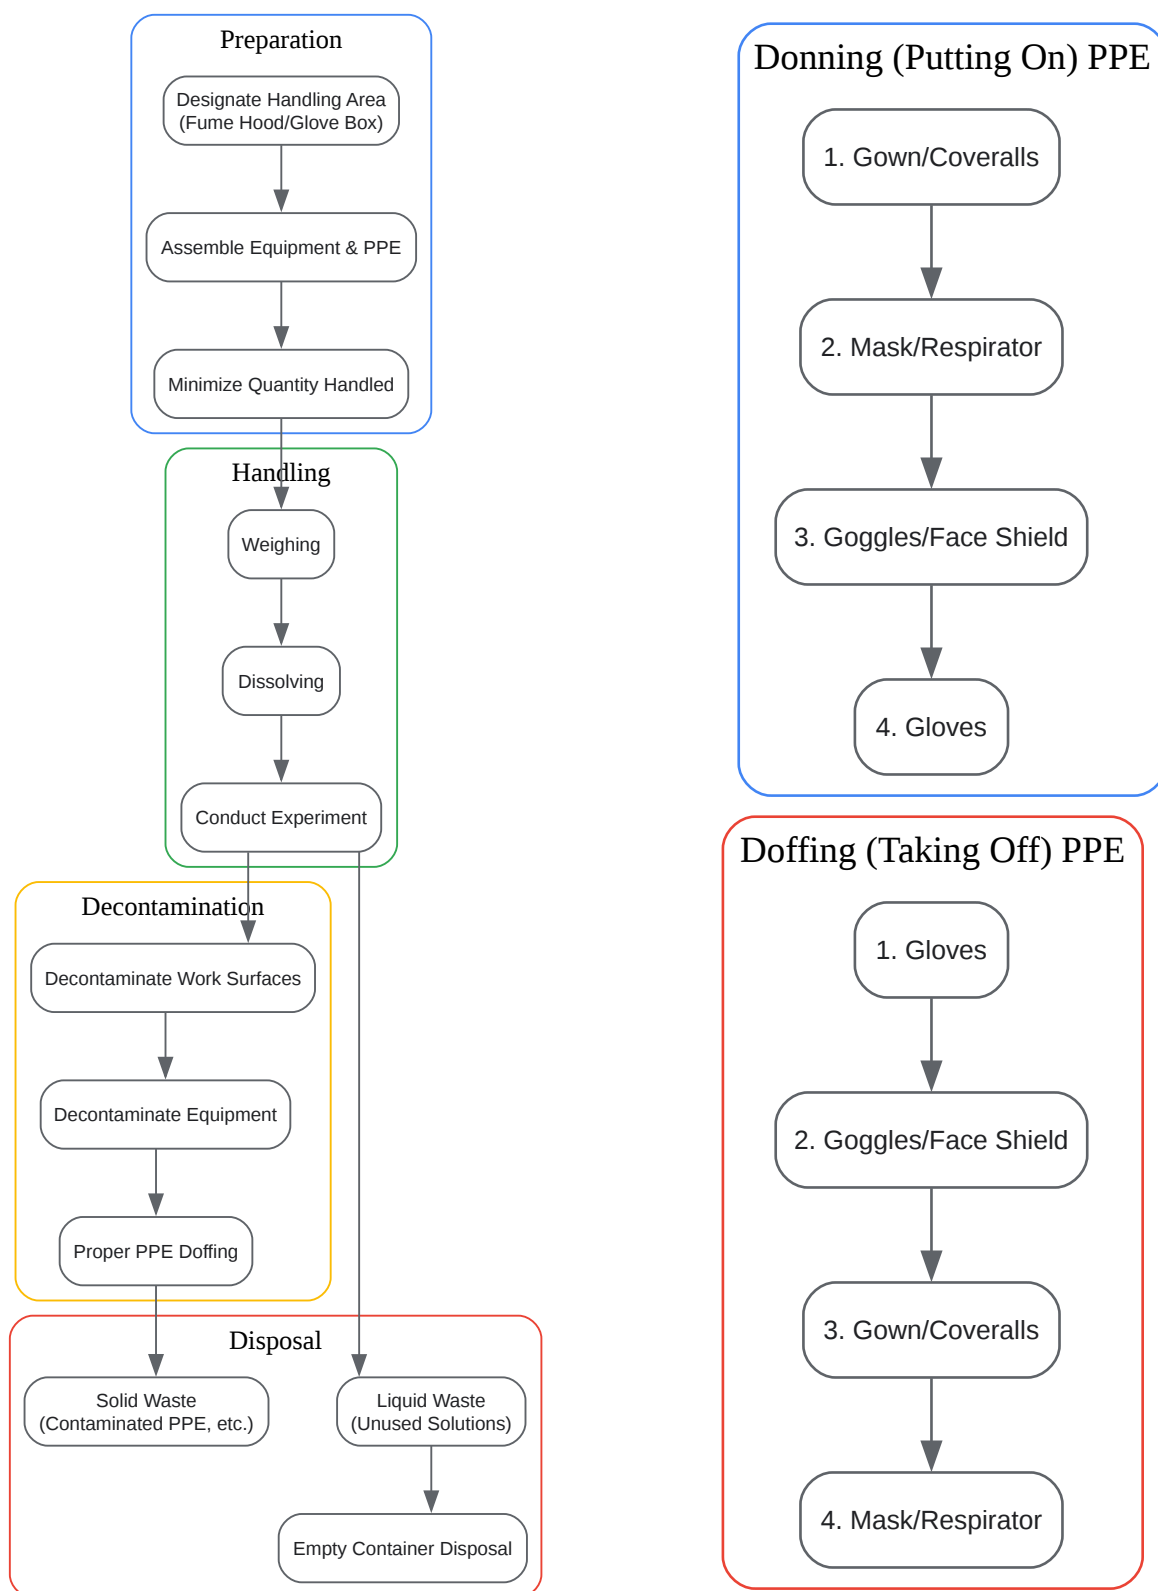 Preparation
Designate Handling Area
(Fume Hood/Glove Box)
Assemble Equipment & PPE
Minimize Quantity Handled
Handling
Weighing
Dissolving
Conduct Experiment
Decontamination
Decontaminate Work Surfaces
Decontaminate Equipment
Proper PPE Doffing
Disposal
Solid Waste
(Contaminated PPE, etc.)
Liquid Waste
(Unused Solutions)
Empty Container Disposal
Donning (Putting On) PPE
1. Gown/Coveralls
2. Mask/Respirator
3. Goggles/Face Shield
4. Gloves
Doffing (Taking Off) PPE
1. Gloves
2. Goggles/Face Shield
3. Gown/Coveralls
4. Mask/Respirator